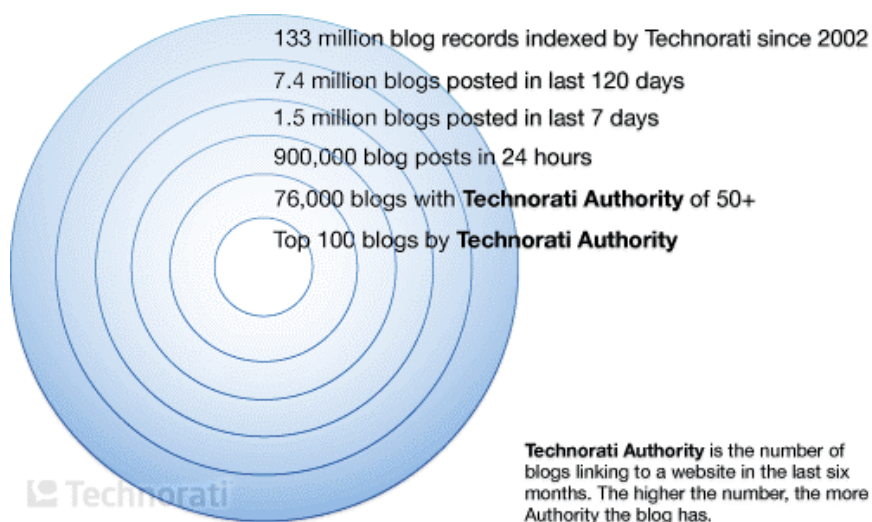 133 million blog records indexed by Technorati since 2002
7.4 million blogs posted in last 120 days
1.5 million blogs posted in last 7 days
900,000 blog posts in 24 hours
76,000 blogs with Technorati Authority of 50+
Top 100 blogs by Technorati Authority
Technorati Authority is the number of
blogs linking to a website in the last six
months. The higher the number, the more
Authority the blog has.
Technorati